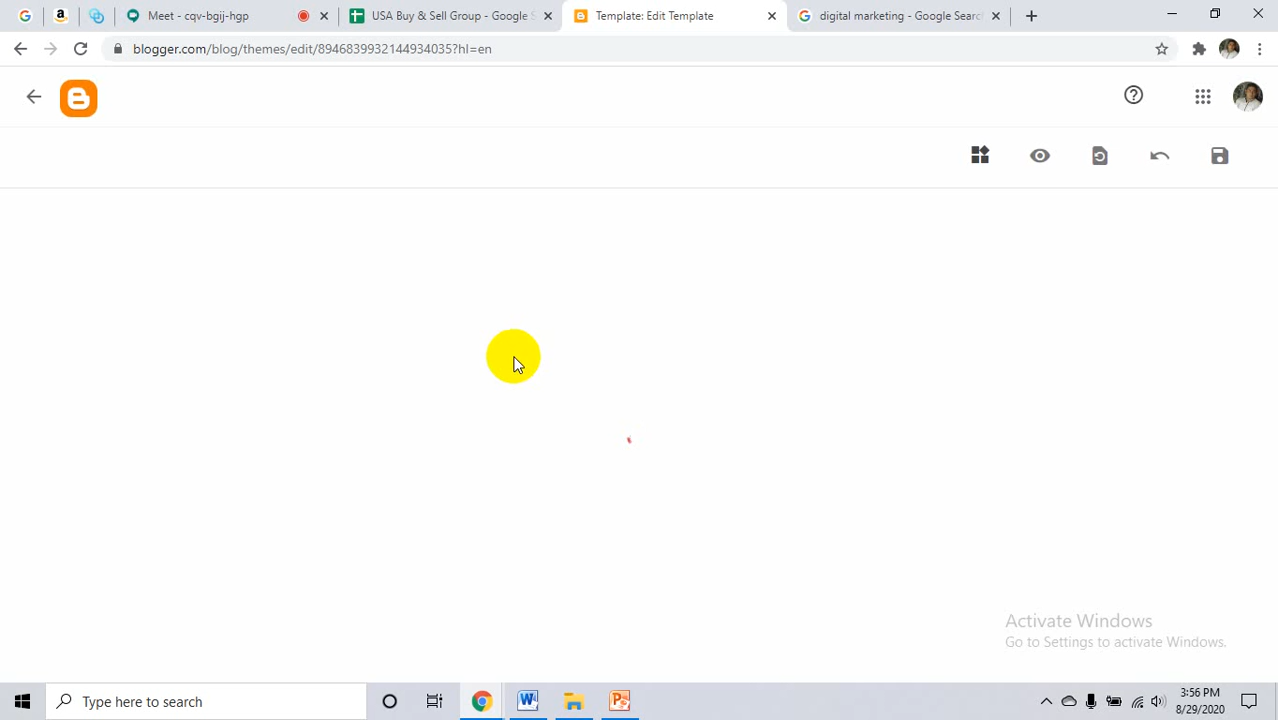 Meet - cqv-bgij-hgp
USA Buy & Sell Group - Google S
Template: Edit Template
digital marketing - Google Searc
blogger.com/blog/themes/edit/8946839932144934035?hl=en
Activate Windows
Go to Settings to activate Windows.
Type here to search
3:56 PM
8/29/2020